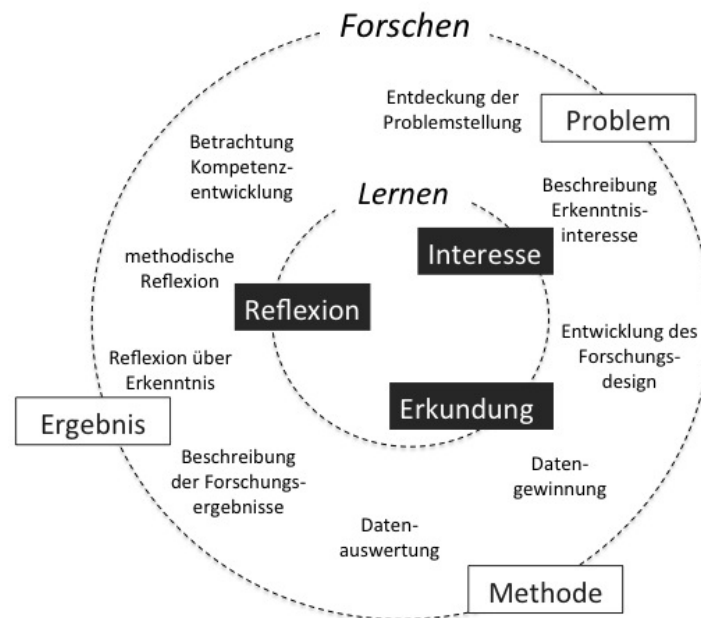 Forschen
Entdeckung der
Problemstellung
Problem
Betrachtung
Kompetenz-
entwicklung
Lernen
Beschreibung
Erkenntnis-
interesse
Interesse
methodische
Reflexion
Reflexion
Entwicklung des
Forschungs-
design
Reflexion über
Erkenntnis
Ergebnis
Erkundung
Beschreibung
der Forschungs-
ergebnisse
Daten-
gewinnung
Daten-
auswertung
Methode